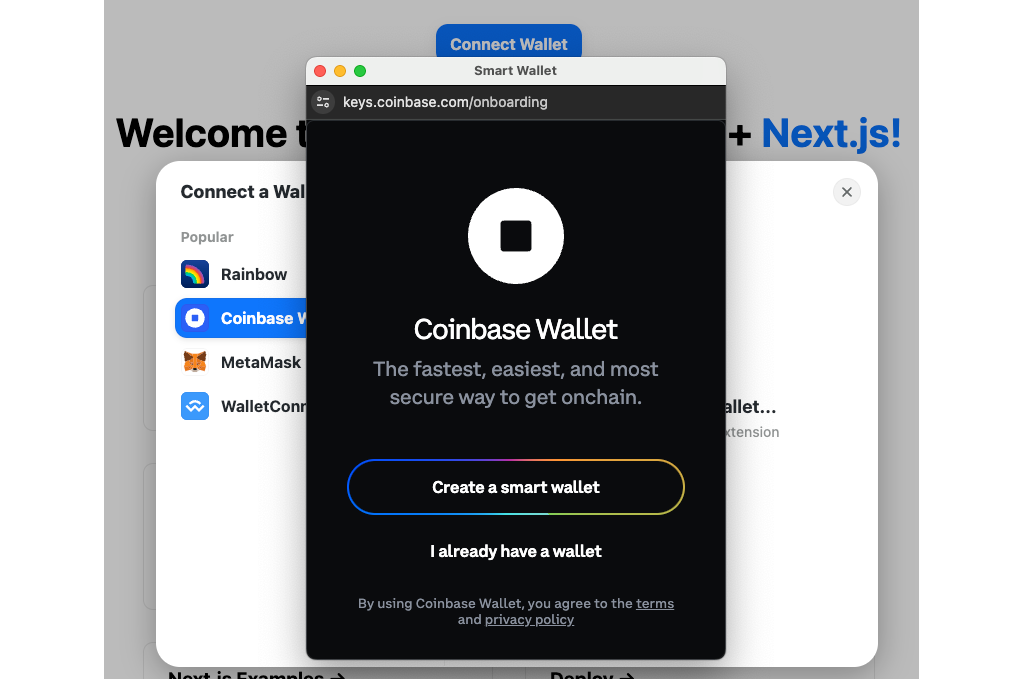 Connect Wallet
Smart Wallet
keys.coinbase.com/onboarding
Welcome
+ Next.js!
Connect a Wal
Popular
Rainbow
Coinbase W
MetaMask
WalletConn
Coinbase Wallet
The fastest, easiest, and most
secure way to get onchain.
allet...
xtension
Create a smart wallet
I already have a wallet
By using Coinbase Wallet, you agree to the terms
and privacy policy
Next.js Examples →
Deploy →